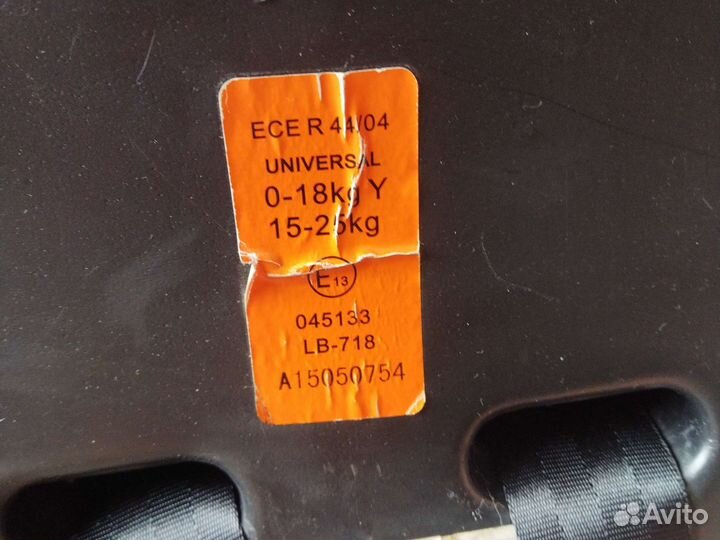 ECE R 44/04
UNIVERSAL
0-18kg Y
15-25kg
E13
045133
LB-718
A15050754
Avito